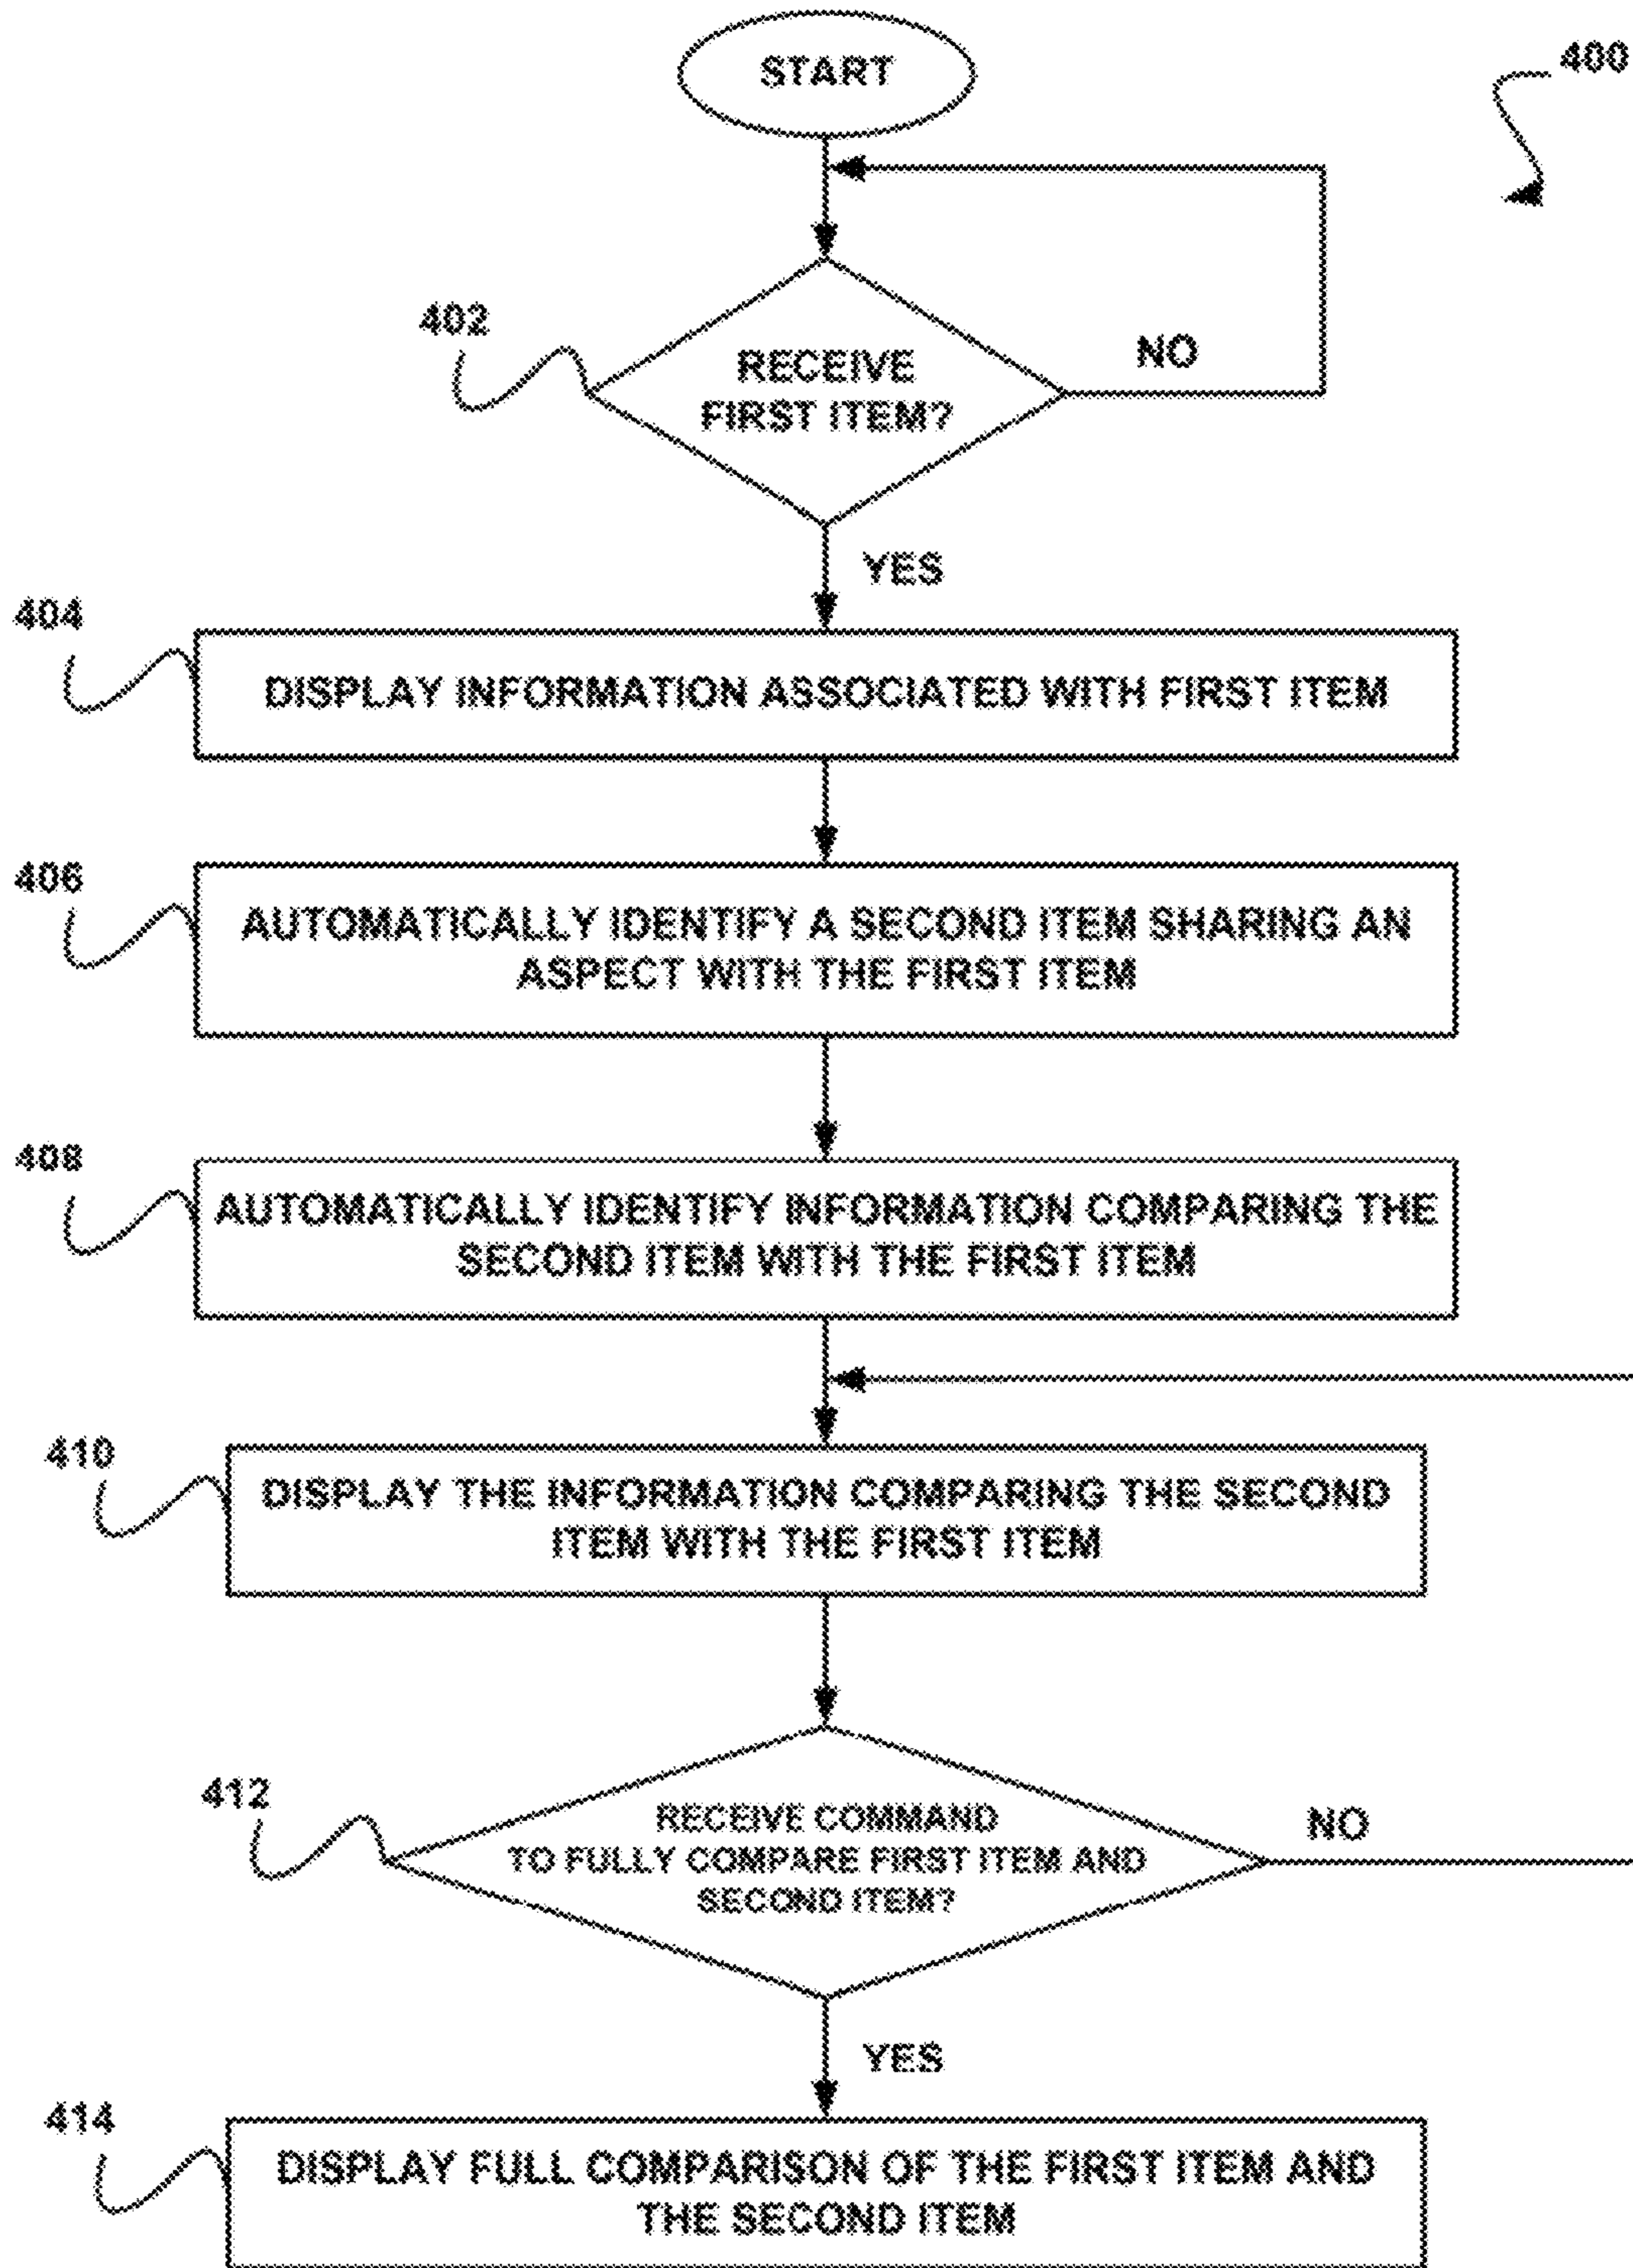 START
400
402
RECEIVE
FIRST ITEM?
NO
YES
404
DISPLAY INFORMATION ASSOCIATED WITH FIRST ITEM
406
AUTOMATICALLY IDENTIFY A SECOND ITEM SHARING AN
ASPECT WITH THE FIRST ITEM
408
AUTOMATICALLY IDENTIFY INFORMATION COMPARING THE
SECOND ITEM WITH THE FIRST ITEM
410
DISPLAY THE INFORMATION COMPARING THE SECOND
ITEM WITH THE FIRST ITEM
412
RECEIVE COMMAND
TO FULLY COMPARE FIRST ITEM AND
SECOND ITEM?
NO
YES
414
DISPLAY FULL COMPARISON OF THE FIRST ITEM AND
THE SECOND ITEM